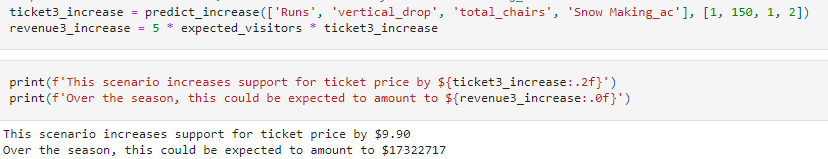 ticket3_increase = predict_increase(['Runs', 'vertical_drop', 'total_chairs', 'Snow Making_ac'], [1, 150, 1, 2])
revenue3_increase = 5 * expected_visitors * ticket3_increase
print(f'This scenario increases support for ticket price by ${ticket3_increase:.2f}')
print(f'Over the season, this could be expected to amount to ${revenue3_increase:.0f}')
This scenario increases support for ticket price by $9.90
Over the season, this could be expected to amount to $17322717